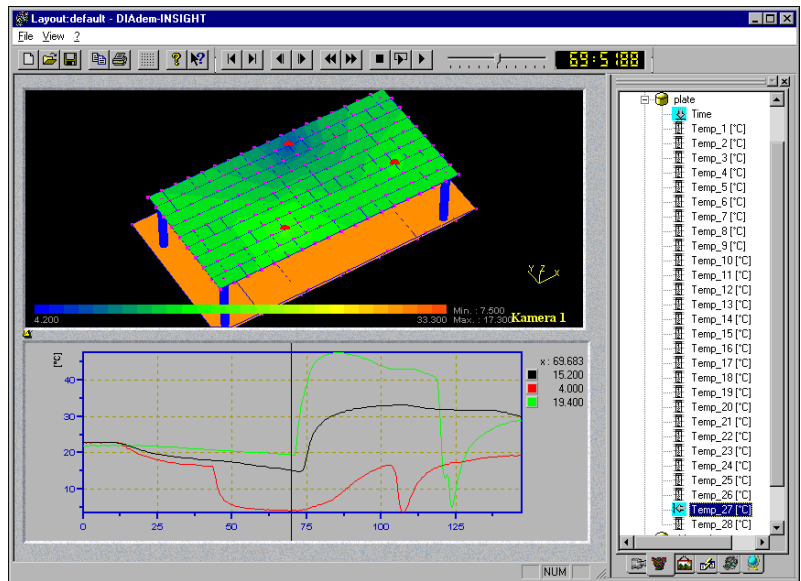 Layout:default - DIAdem-INSIGHT
File View ?
69:5188
plate
Time
Temp_1 [°C]
Temp_2 [°C]
Temp_3 [°C]
Temp_4 [°C]
Temp_5 [°C]
Temp_6 [°C]
Temp_7 [°C]
Temp_8 [°C]
Temp_9 [°C]
Temp_10 [°C]
Temp_11 [°C]
Temp_12 [°C]
Temp_13 [°C]
Temp_14 [°C]
Temp_15 [°C]
Temp_16 [°C]
Temp_17 [°C]
Temp_18 [°C]
Temp_19 [°C]
Temp_20 [°C]
Temp_21 [°C]
Temp_22 [°C]
Temp_23 [°C]
Temp_24 [°C]
Temp_25 [°C]
Temp_26 [°C]
Temp_27 [°C]
Temp_28 [°C]
Y Z X
Min. : 7.500
4.200 33.300 Max. : 17.300 Kamera 1
[°C]
x : 69.683
15.200
4.000
19.400
40
30
20
10
0 25 50 75 100 125
NUM